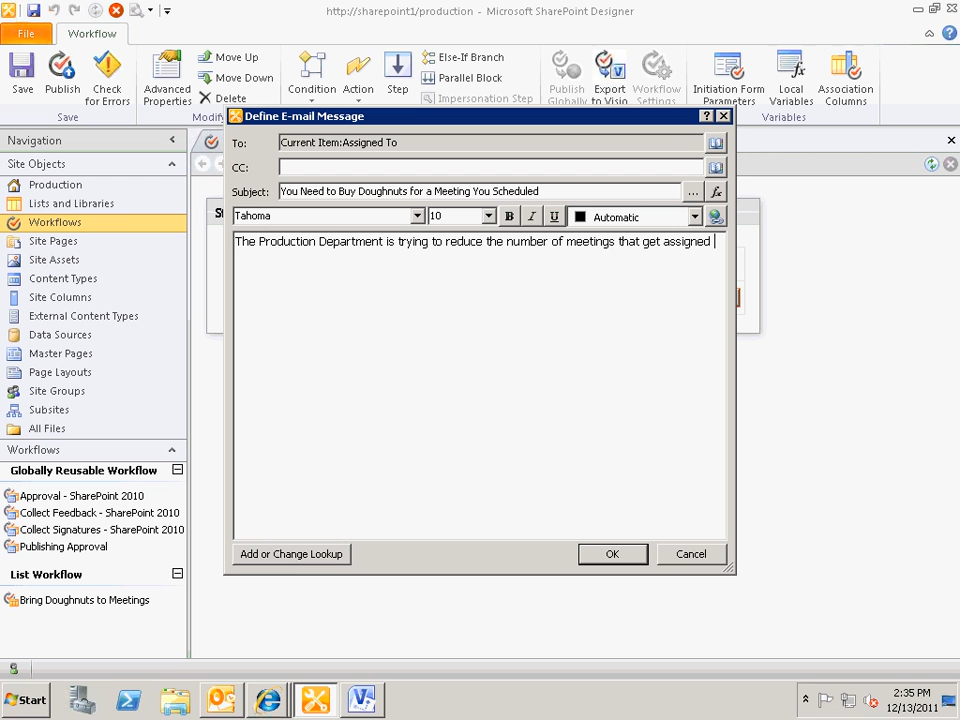 http://sharepoint1/production - Microsoft SharePoint Designer
File
Workflow
Save
Publish
Check for Errors
Save
Advanced Properties
Move Up
Move Down
Delete
Modify
Condition
Action
Step
Else-If Branch
Parallel Block
Impersonation Step
Publish Globally
Export to Visio
Workflow Settings
Initiation Form Parameters
Local Variables
Association Columns
Variables
Navigation
Site Objects
Production
Lists and Libraries
Workflows
Site Pages
Site Assets
Content Types
Site Columns
External Content Types
Data Sources
Master Pages
Page Layouts
Site Groups
Subsites
All Files
Workflows
Globally Reusable Workflow
Approval - SharePoint 2010
Collect Feedback - SharePoint 2010
Collect Signatures - SharePoint 2010
Publishing Approval
List Workflow
Bring Doughnuts to Meetings
Define E-mail Message
To: Current Item:Assigned To
CC:
Subject: You Need to Buy Doughnuts for a Meeting You Scheduled ... fx
Tahoma 10 B I U Automatic
The Production Department is trying to reduce the number of meetings that get assigned
Add or Change Lookup
OK
Cancel
Start
2:35 PM
12/13/2011